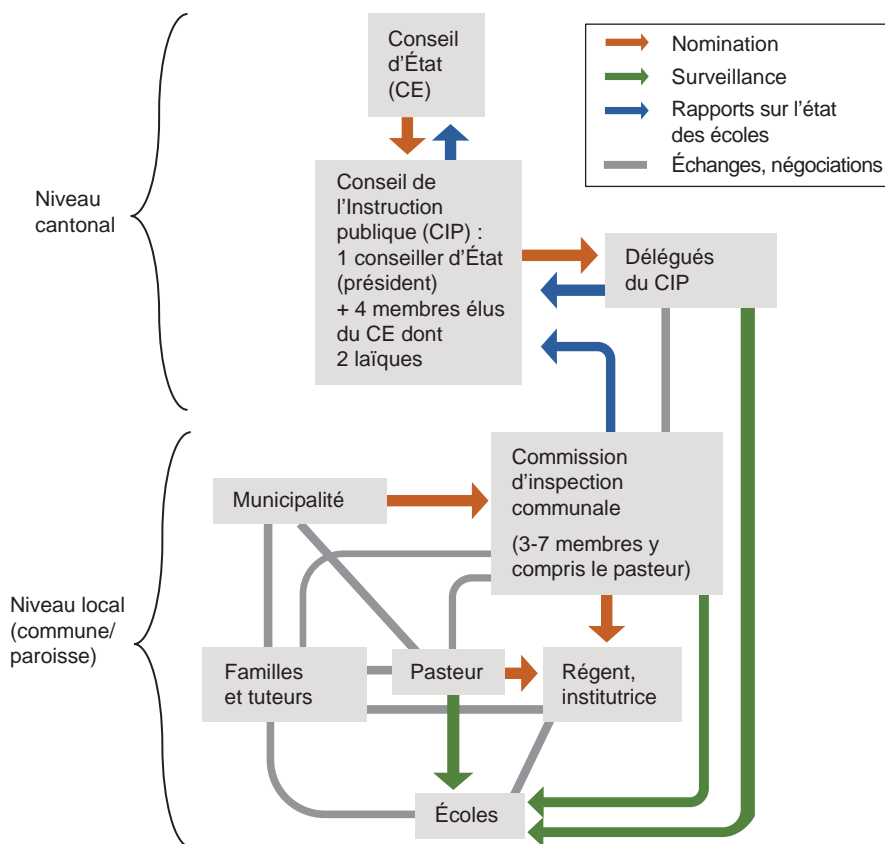 Conseil
d'État
(CE)
Nomination
Surveillance
Rapports sur l'état
des écoles
Échanges, négociations
Niveau
cantonal
Conseil de
l'Instruction
publique (CIP) :
1 conseiller d'État
(président)
+ 4 membres élus
du CE dont
2 laïques
Délégués
du CIP
Niveau local
(commune/
paroisse)
Municipalité
Commission
d'inspection
communale
(3-7 membres y
compris le pasteur)
Familles
et tuteurs
Pasteur
Régent,
institutrice
Écoles